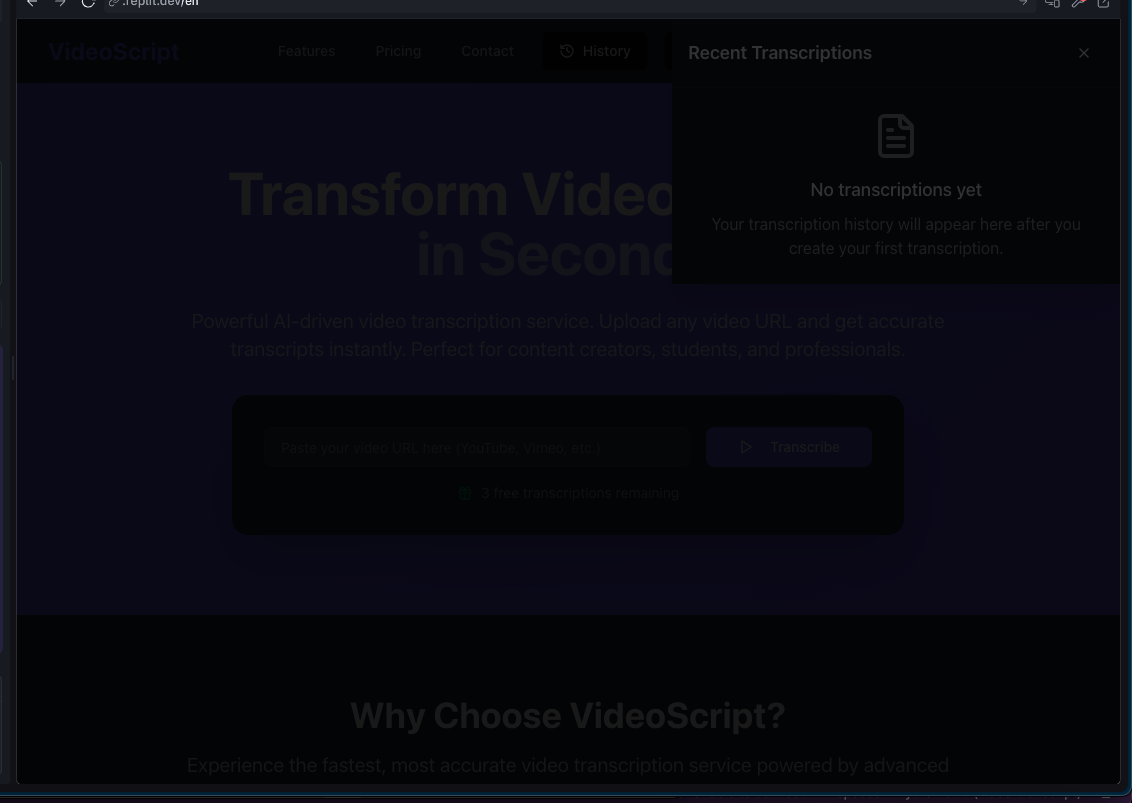 .replit.dev/en
VideoScript
Features
Pricing
Contact
History
Recent Transcriptions
No transcriptions yet
Your transcription history will appear here after you
create your first transcription.
Transform Video
in Second
Powerful AI-driven video transcription service. Upload any video URL and get accurate
transcripts instantly. Perfect for content creators, students, and professionals.
Paste your video URL here (YouTube, Vimeo, etc.)
Transcribe
3 free transcriptions remaining
Why Choose VideoScript?
Experience the fastest, most accurate video transcription service powered by advanced